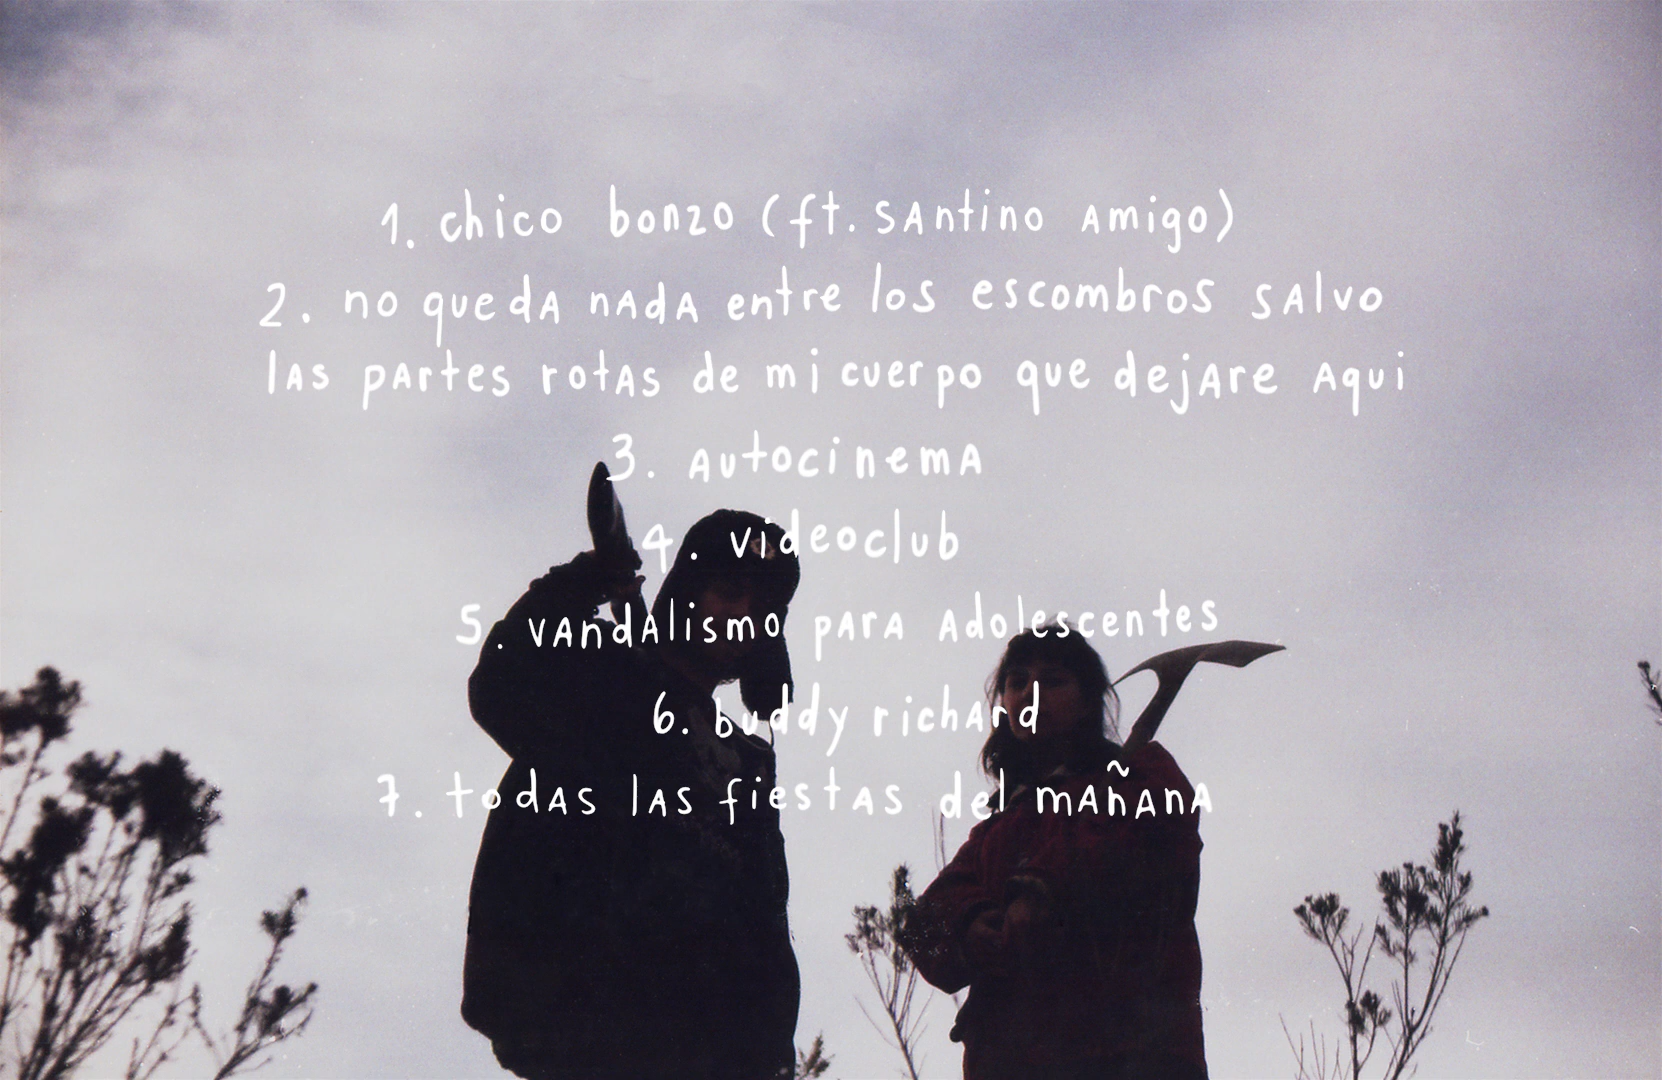 1. chico bonzo (ft. santino amigo)
2. no queda nada entre los escombros salvo
las partes rotas de mi cuerpo que dejare aqui
3. autocinema
4. videoclub
5. vandalismo para adolescentes
6. buddy richard
7. todas las fiestas del mañana